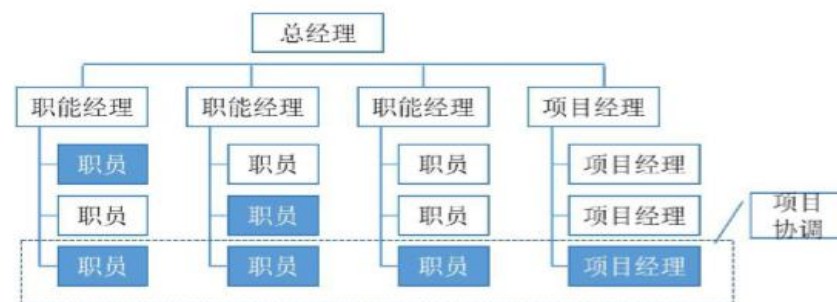 总经理
职能经理 职能经理 职能经理 项目经理
职员 职员 职员 项目经理
职员 职员 职员 项目经理
职员 职员 职员 项目经理
项目
协调